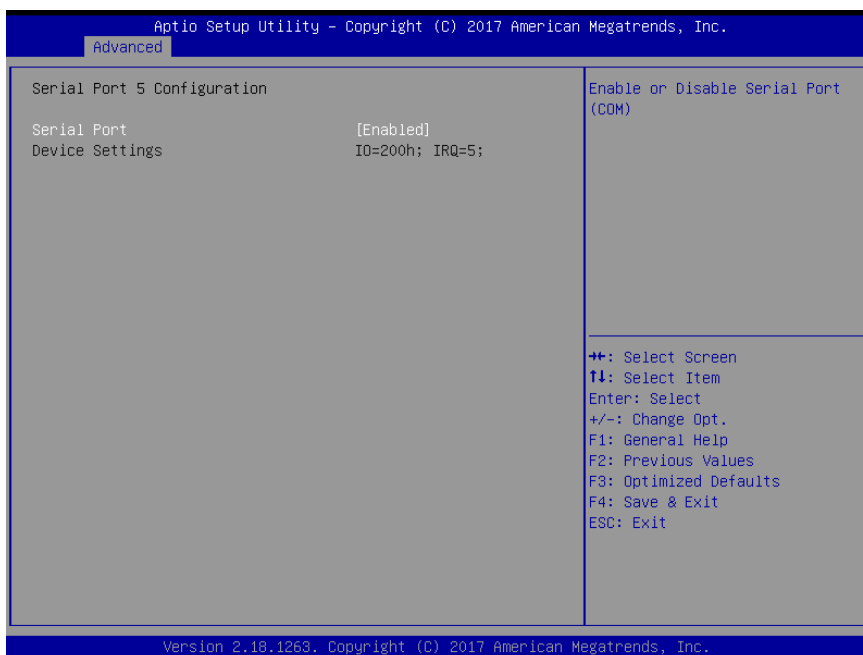 Aptio Setup Utility – Copyright (C) 2017 American Megatrends, Inc.
Advanced
Serial Port 5 Configuration
Serial Port [Enabled]
Device Settings IO=200h; IRQ=5;
Enable or Disable Serial Port
(COM)
→←: Select Screen
↑↓: Select Item
Enter: Select
+/-: Change Opt.
F1: General Help
F2: Previous Values
F3: Optimized Defaults
F4: Save & Exit
ESC: Exit
Version 2.18.1263. Copyright (C) 2017 American Megatrends, Inc.